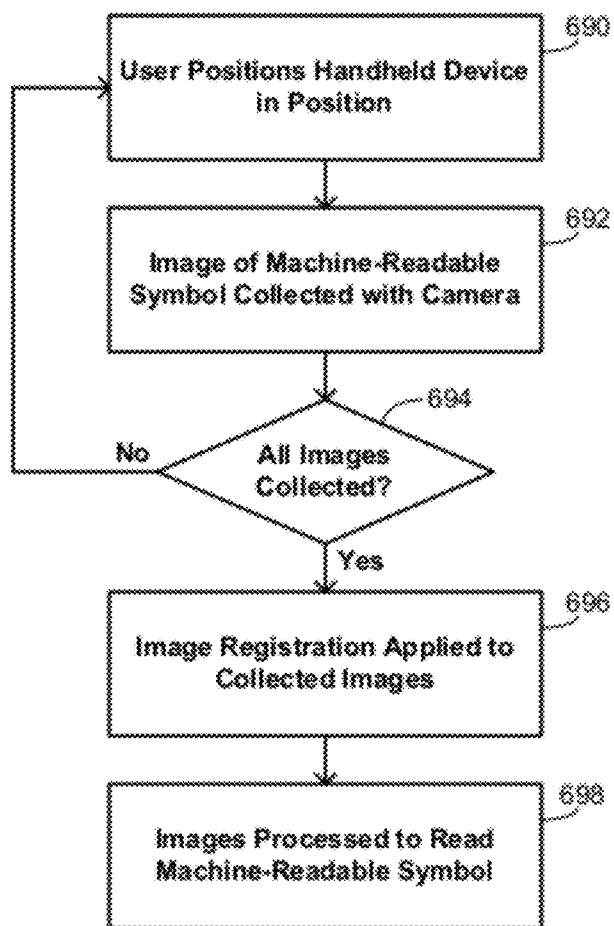 690
User Positions Handheld Device
in Position
692
Image of Machine-Readable
Symbol Collected with Camera
694
No
All Images
Collected?
Yes
696
Image Registration Applied to
Collected Images
698
Images Processed to Read
Machine-Readable Symbol